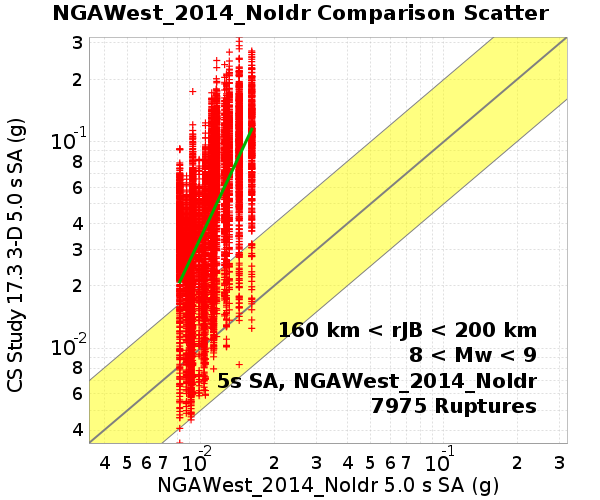 NGAWest_2014_NoIdr Comparison Scatter
CS Study 17.3 3-D 5.0 s SA (g)
3
2
10-1
8
6
4
3
2
10-2
8
6
4
160 km < rJB < 200 km
8 < Mw < 9
5s SA, NGAWest_2014_NoIdr
7975 Ruptures
4 5 6 7 10-2 2 3 4 5 6 7 10-1 2 3
NGAWest_2014_NoIdr 5.0 s SA (g)